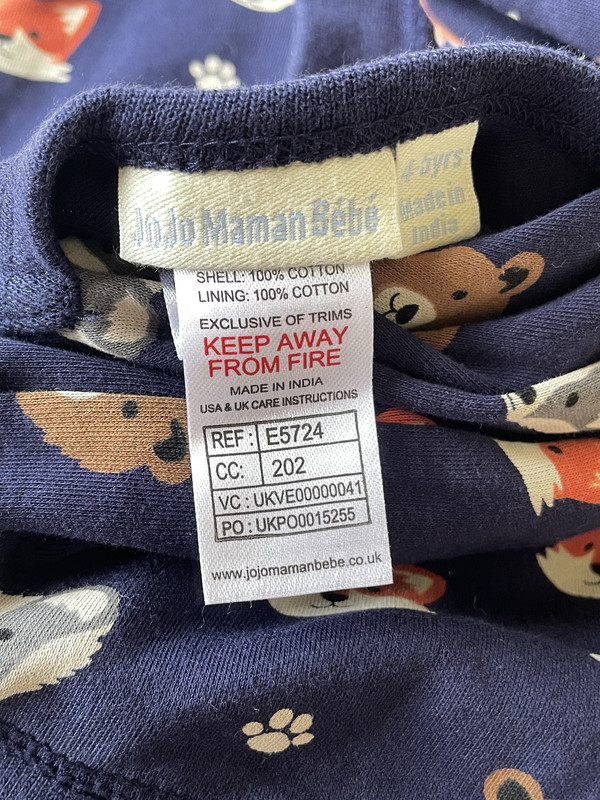 JoJo Maman Bébé
4-5yrs
Made in
India
SHELL: 100% COTTON
LINING: 100% COTTON
EXCLUSIVE OF TRIMS
KEEP AWAY
FROM FIRE
MADE IN INDIA
USA & UK CARE INSTRUCTIONS
REF: E5724
CC: 202
VC : UKVE00000041
PO : UKPO0015255
www.jojomamanbebe.co.uk